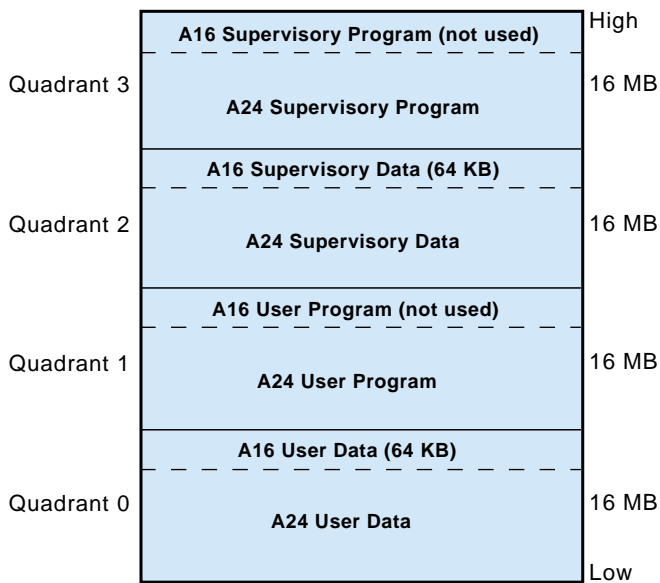 High
A16 Supervisory Program (not used)
Quadrant 3
16 MB
A24 Supervisory Program
A16 Supervisory Data (64 KB)
Quadrant 2
16 MB
A24 Supervisory Data
A16 User Program (not used)
Quadrant 1
16 MB
A24 User Program
A16 User Data (64 KB)
Quadrant 0
16 MB
A24 User Data
Low